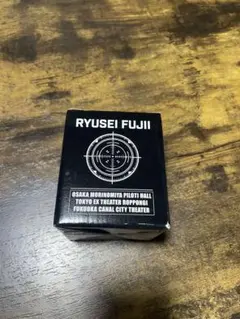 RYUSEI FUJII
OSAKA MORINOMIYA PILOTI HALL
TOKYO EX THEATER ROPPONGI
FUKUOKA CANAL CITY THEATER